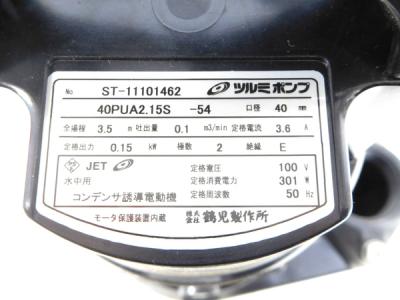 No ST-11101462 ツルミポンプ
40PUA2.15S -54 口径 40 mm
全揚程 3.5 m 吐出量 0.1 m3/min 定格電流 3.6 A
定格出力 0.15 kW 極数 2 絶縁 E
JET 定格電圧 100 V
水中用 定格消費電力 301 W
コンデンサ誘導電動機 定格周波数 50 Hz
モータ保護装置内蔵 株式会社 鶴見製作所